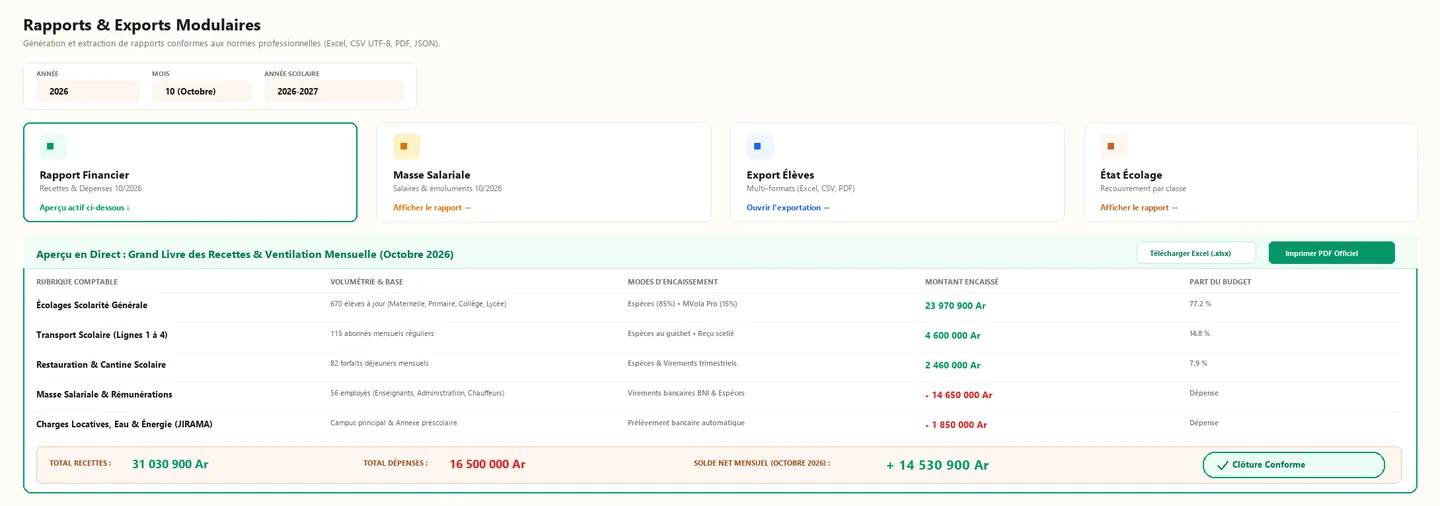 Rapports & Exports Modulaires
Génération et extraction de rapports conformes aux normes professionnelles (Excel, CSV UTF-8, PDF, JSON).
ANNÉE MOIS ANNÉE SCOLAIRE
2026 10 (Octobre) 2026-2027
Rapport Financier
Recettes & Dépenses 10/2026
Aperçu actif ci-dessous ↓
Masse Salariale
Salaires & émoluments 10/2026
Afficher le rapport →
Export Élèves
Multi-formats (Excel, CSV, PDF)
Ouvrir l'exportation →
État Écolage
Recouvrement par classe
Afficher le rapport →
Aperçu en Direct : Grand Livre des Recettes & Ventilation Mensuelle (Octobre 2026) Télécharger Excel (.xlsx) Imprimer PDF Officiel
RUBRIQUE COMPTABLE VOLUMÉTRIE & BASE MODES D'ENCAISSEMENT MONTANT ENCAISSÉ PART DU BUDGET
Écolages Scolarité Générale 670 élèves à jour (Maternelle, Primaire, Collège, Lycée) Espèces (85%) • MVola Pro (15%) 23 970 900 Ar 77.2 %
Transport Scolaire (Lignes 1 à 4) 115 abonnés mensuels réguliers Espèces au guichet • Reçu scellé 4 600 000 Ar 14.8 %
Restauration & Cantine Scolaire 82 forfaits déjeuners mensuels Espèces & Virements trimestriels 2 460 000 Ar 7.9 %
Masse Salariale & Rémunérations 56 employés (Enseignants, Administration, Chauffeurs) Virements bancaires BNI & Espèces - 14 650 000 Ar Dépense
Charges Locatives, Eau & Énergie (JIRAMA) Campus principal & Annexe préscolaire Prélèvement bancaire automatique - 1 850 000 Ar Dépense
TOTAL RECETTES : 31 030 900 Ar TOTAL DÉPENSES : 16 500 000 Ar SOLDE NET MENSUEL (OCTOBRE 2026) : + 14 530 900 Ar ✓ Clôture Conforme